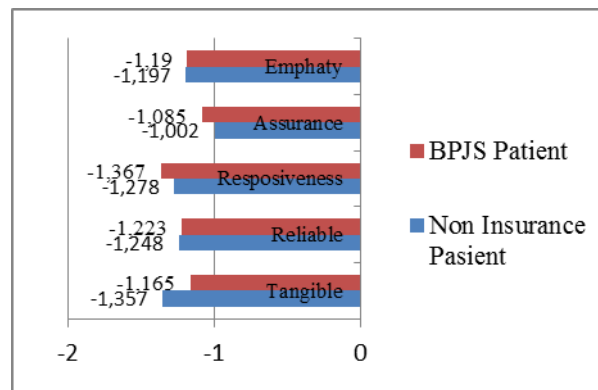 -1.19
-1,197
Emphaty
-1.085
-1,002
Assurance
-1.367
-1,278
Resposiveness
-1.223
-1,248
Reliable
-1.165
-1,357
Tangible
-2
-1
0
BPJS Patient
Non Insurance
Pasient